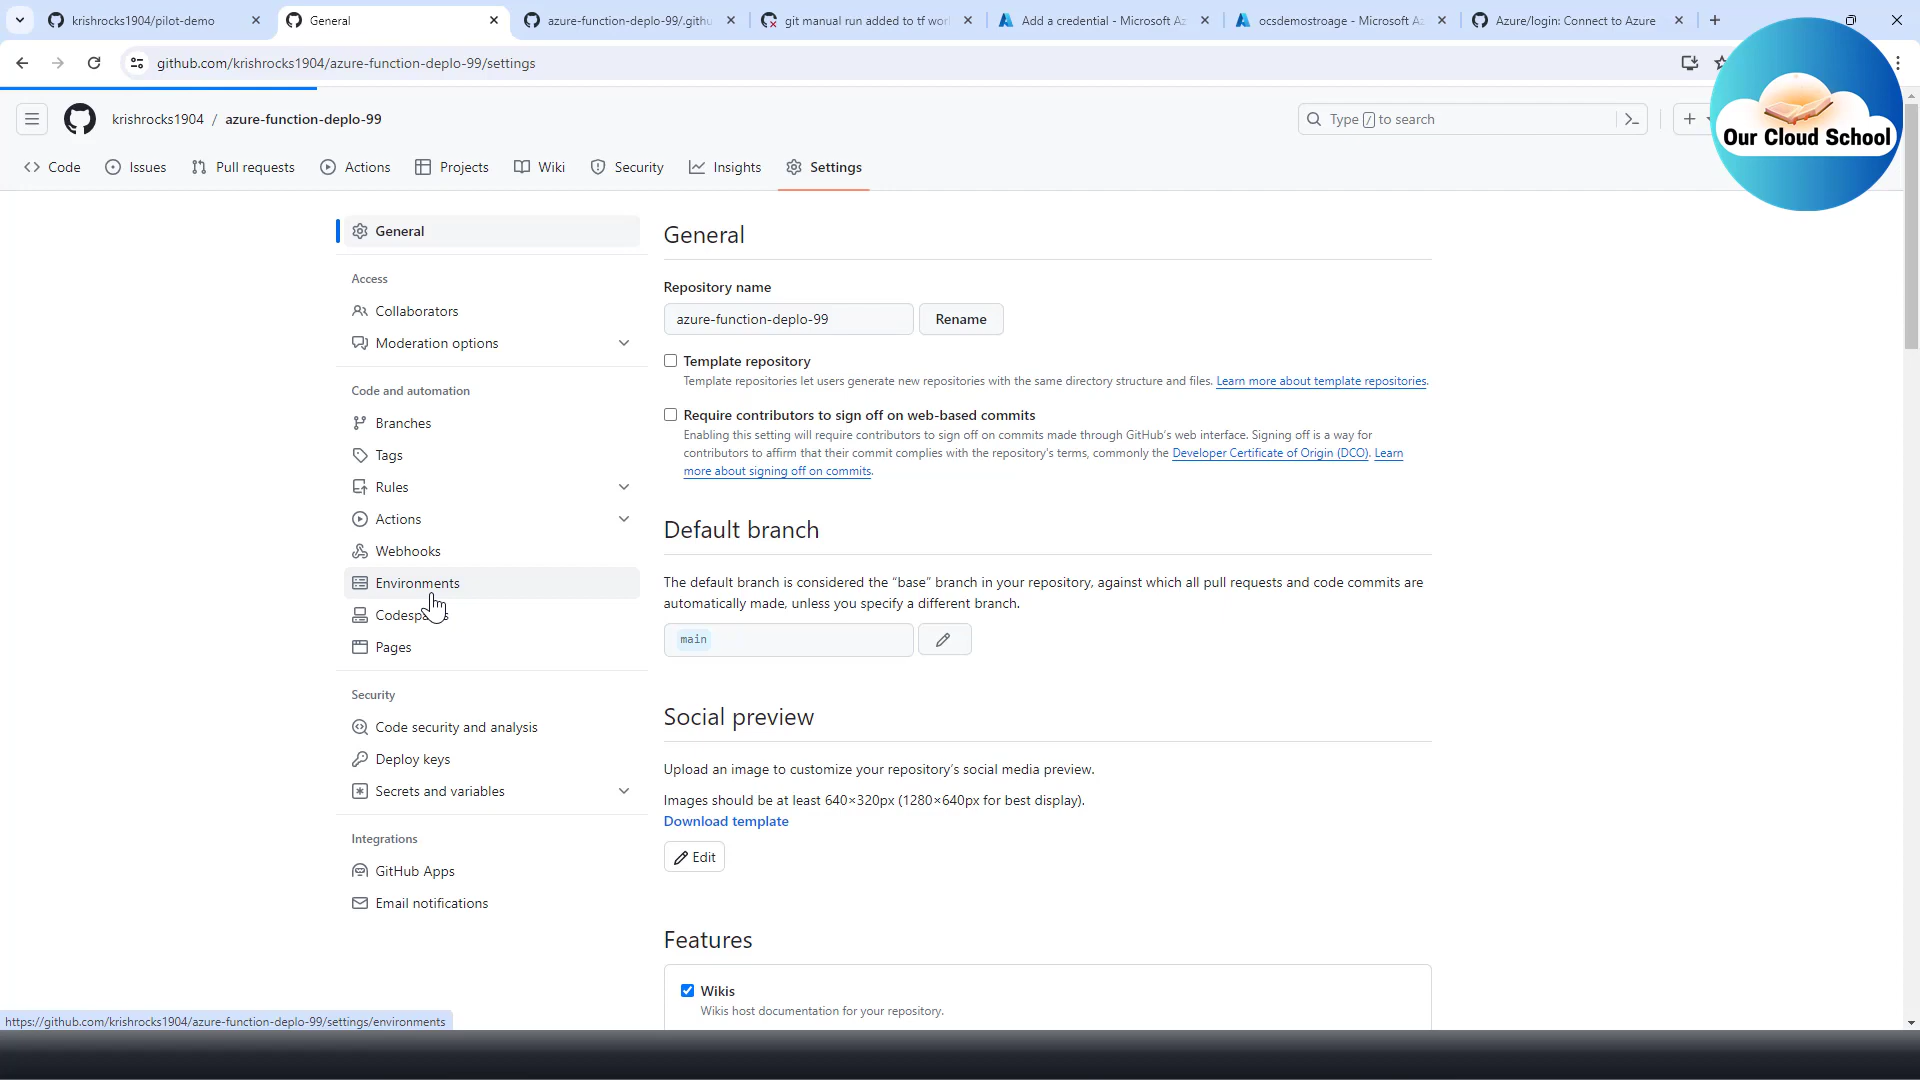 krishrocks1904/pilot-demo
General
azure-function-deplo-99/.githu
git manual run added to tf wor
Add a credential - Microsoft Az
ocsdemostroage - Microsoft Az
Azure/login: Connect to Azure
github.com/krishrocks1904/azure-function-deplo-99/settings
krishrocks1904 / azure-function-deplo-99
Type / to search
Our Cloud School
Code
Issues
Pull requests
Actions
Projects
Wiki
Security
Insights
Settings
General
Access
Collaborators
Moderation options
Code and automation
Branches
Tags
Rules
Actions
Webhooks
Environments
Pages
Security
Code security and analysis
Deploy keys
Secrets and variables
Integrations
GitHub Apps
Email notifications
General
Repository name
azure-function-deplo-99
Rename
Template repository
Template repositories let users generate new repositories with the same directory structure and files. Learn more about template repositories.
Require contributors to sign off on web-based commits
Enabling this setting will require contributors to sign off on commits made through GitHub's web interface. Signing off is a way for
contributors to affirm that their commit complies with the repository's terms, commonly the Developer Certificate of Origin (DCO). Learn
more about signing off on commits.
Default branch
The default branch is considered the “base” branch in your repository, against which all pull requests and code commits are
automatically made, unless you specify a different branch.
main
Social preview
Upload an image to customize your repository's social media preview.
Images should be at least 640×320px (1280×640px for best display).
Download template
Edit
Features
Wikis
Wikis host documentation for your repository.
https://github.com/krishrocks1904/azure-function-deplo-99/settings/environments